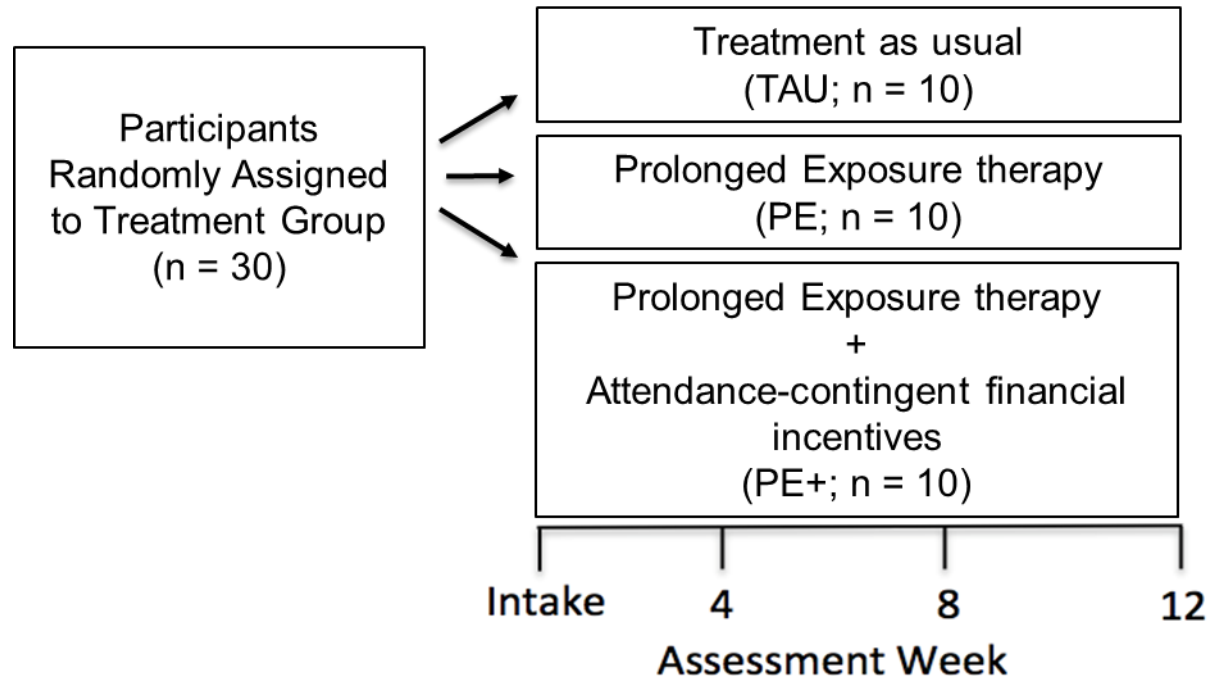 Participants
Randomly Assigned
to Treatment Group
(n = 30)
Treatment as usual
(TAU; n = 10)
Prolonged Exposure therapy
(PE; n = 10)
Prolonged Exposure therapy
+
Attendance-contingent financial
incentives
(PE+; n = 10)
Intake 4 8 12
Assessment Week